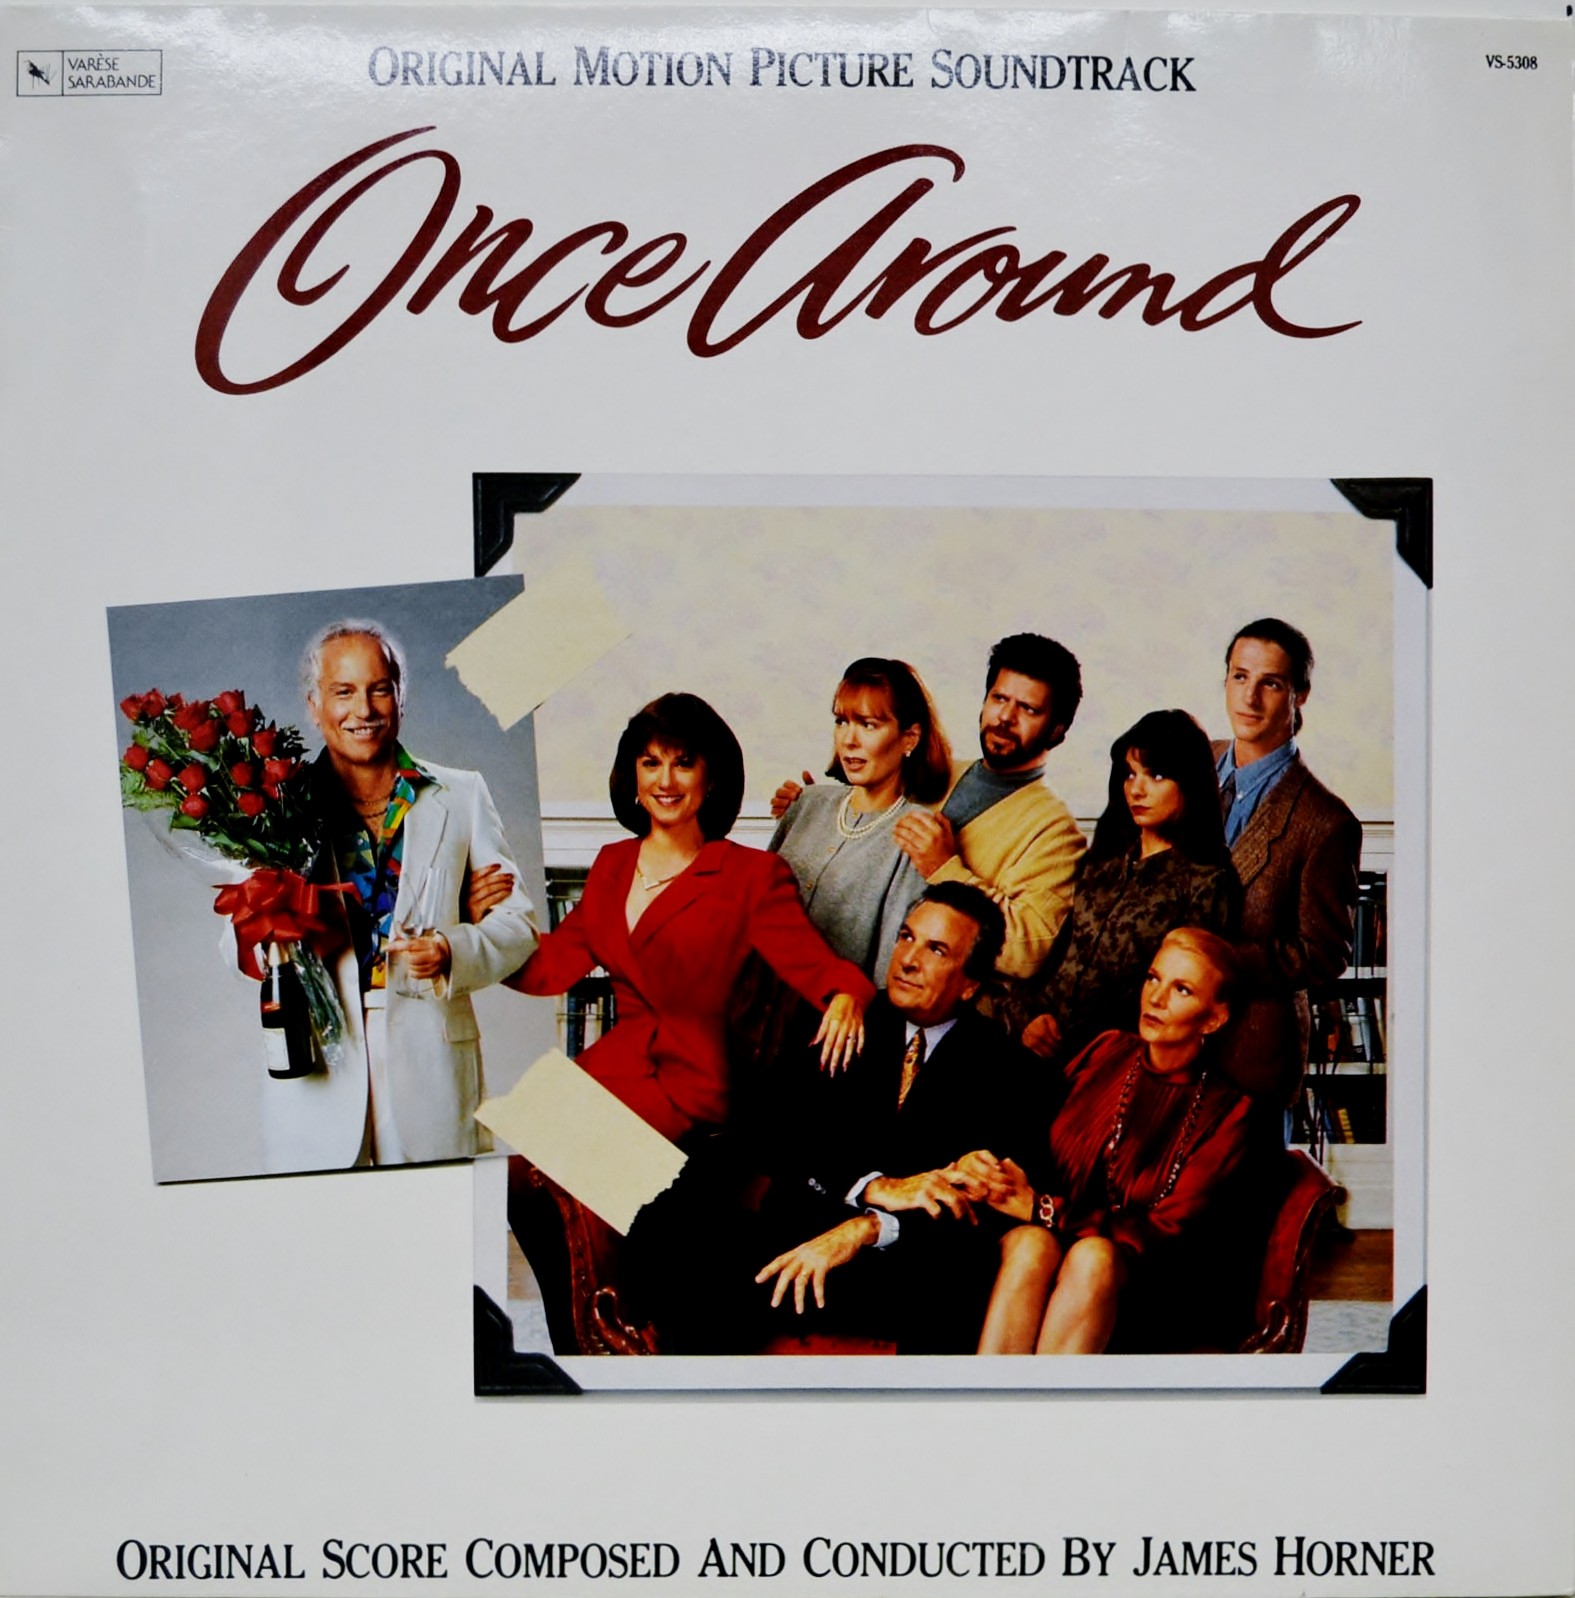 VARÈSE
SARABANDE
ORIGINAL MOTION PICTURE SOUNDTRACK
VS-5308
Once Around
ORIGINAL SCORE COMPOSED AND CONDUCTED BY JAMES HORNER